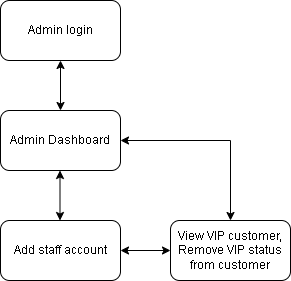 Admin login
Admin Dashboard
Add staff account
View VIP customer,
Remove VIP status
from customer